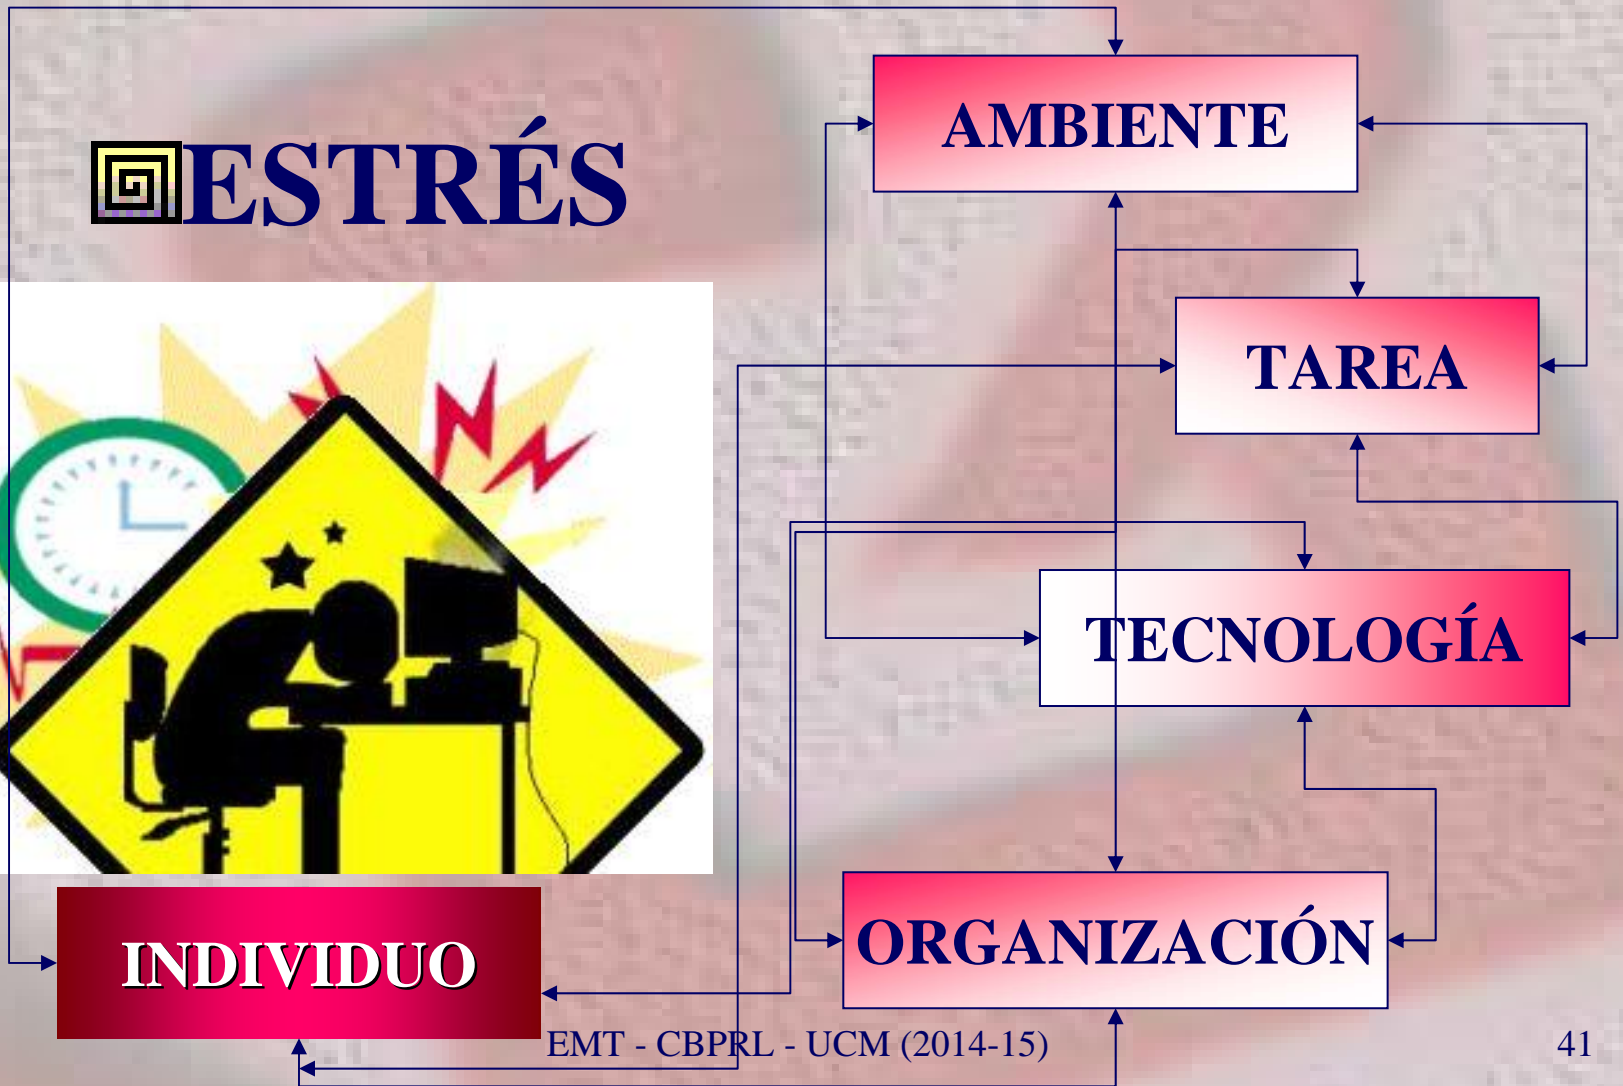 ESTRÉS
AMBIENTE
TAREA
TECNOLOGÍA
ORGANIZACIÓN
INDIVIDUO
EMT - CBPRL - UCM (2014-15)
41